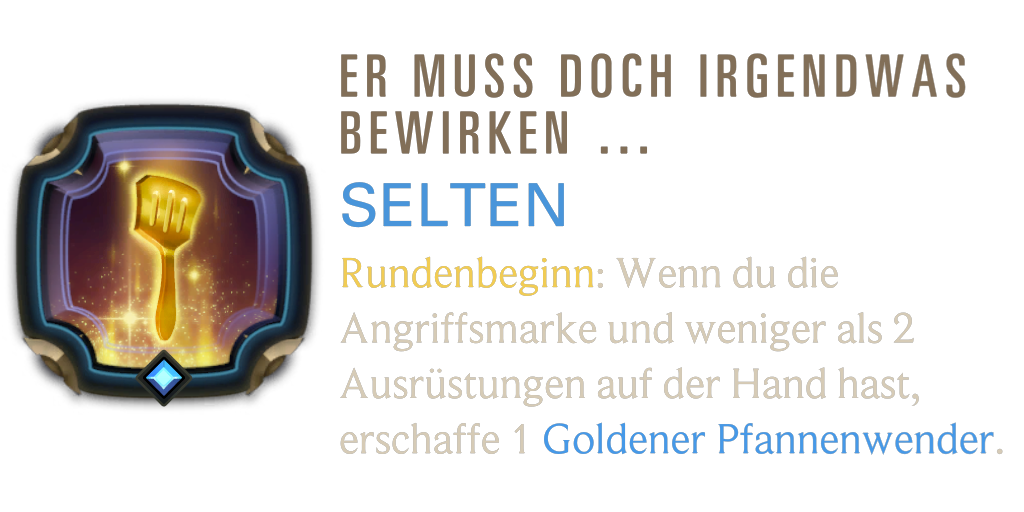 ER MUSS DOCH IRGENDWAS
BEWIRKEN ...
SELTEN
Rundenbeginn: Wenn du die
Angriffsmarke und weniger als 2
Ausrüstungen auf der Hand hast,
erschaffe 1 Goldener Pfannenwender.